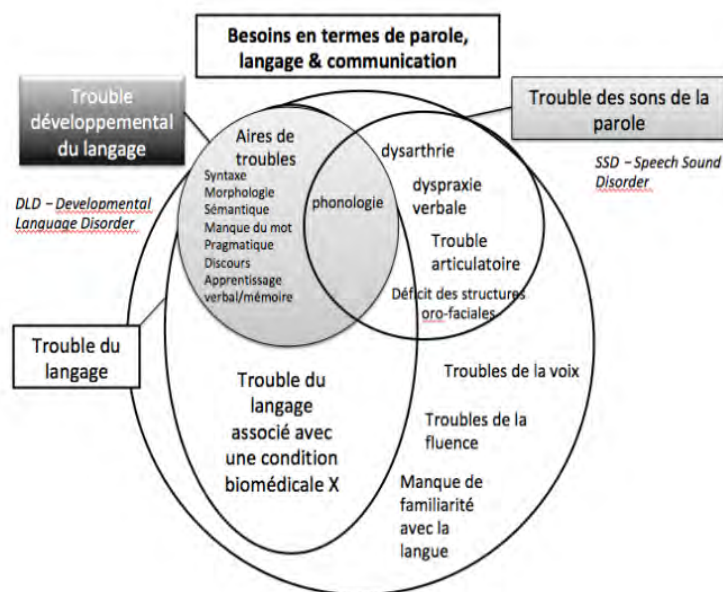 Besoins en termes de parole,
langage & communication
Trouble
développemental
du langage
DLD – Developmental
Language Disorder
Trouble des sons de la
parole
SSD – Speech Sound
Disorder
Aires de
troubles
Syntaxe
Morphologie
Sémantique
Manque du mot
Pragmatique
Discours
Apprentissage
verbal/mémoire
phonologie
dysarthrie
dyspraxie
verbale
Trouble
articulatoire
Déficit des structures
oro-faciales
Trouble du
langage
Trouble du
langage
associé avec
une condition
biomédicale X
Troubles de la voix
Troubles de la
fluence
Manque de
familiarité
avec la
langue